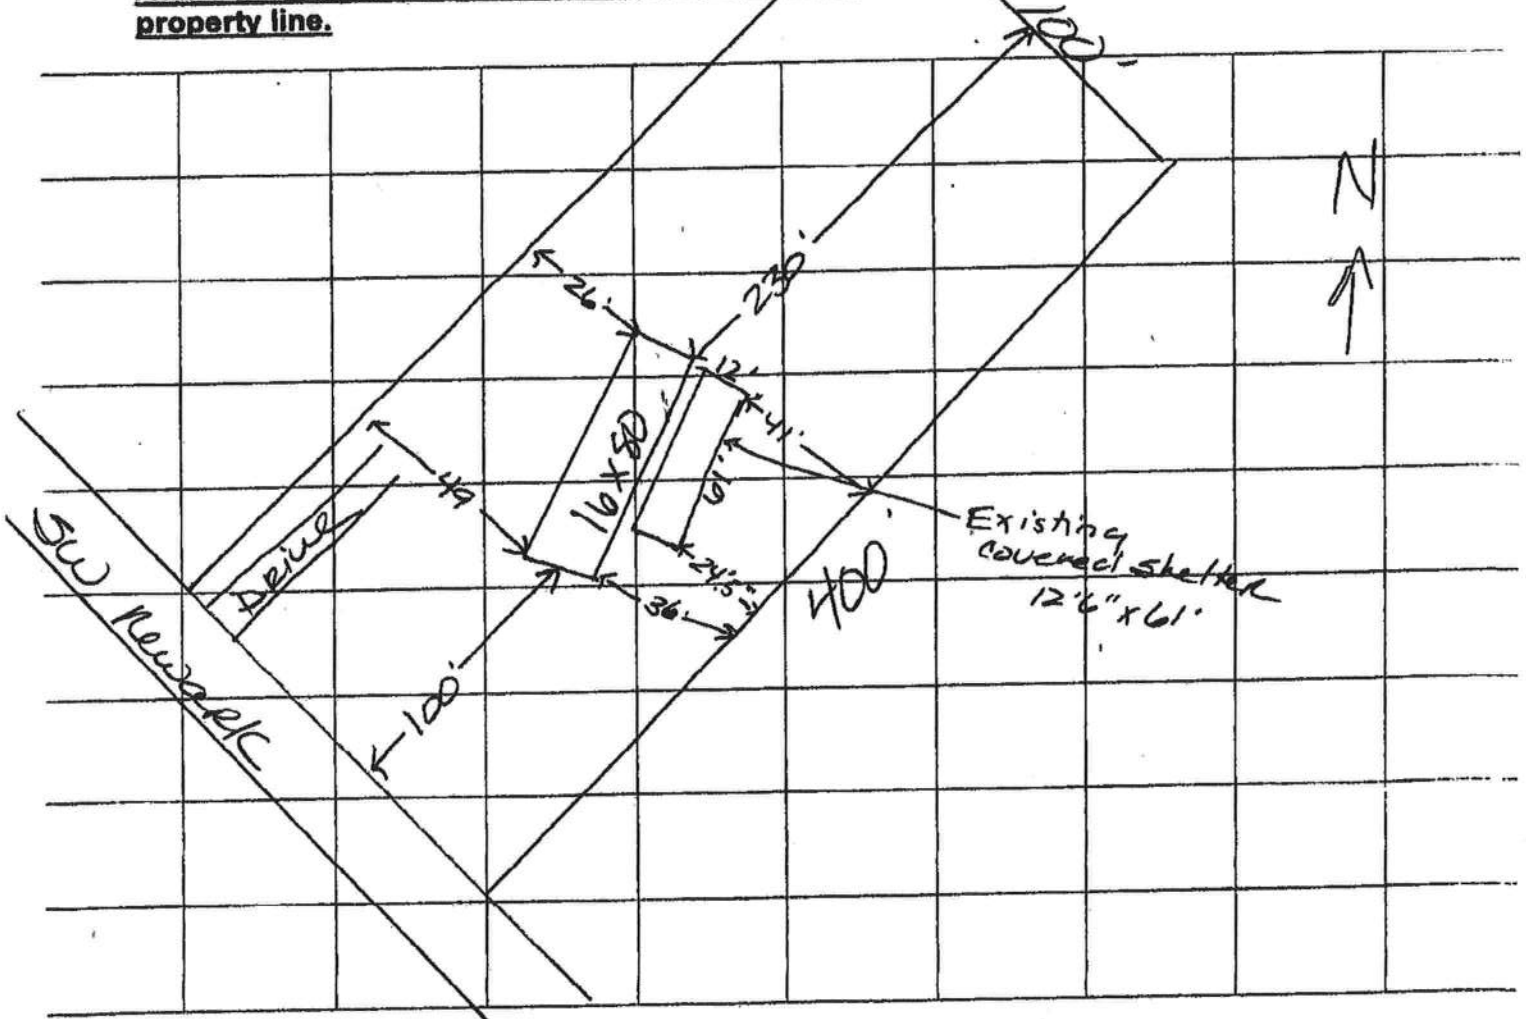 property line.
100'
N
26'
230'
12'
16x80
41'
61'
49
Drive
SW Newark
Existing
covered shelter
12'6" x 61'
24'5"
36'
400'
100'